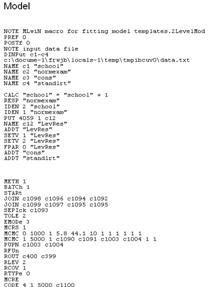 Model
NOTE MLwiN macro for fitting model templates.2LevelMod
PREF 0
POSTf 0
NOTE input data file
DINPut c1-c4
c:\docume~1\frwjb\locals~1\temp\tmpibcuv0\data.txt
NAME c1 "school"
NAME c2 "normexam"
NAME c3 "cons"
NAME c4 "standlrt"
CALC "school" = "school" + 1
RESP "normexam"
IDEN 2 "school"
IDEN 1 "normexam"
PUT 4059 1 c12
NAME c12 "LevRes"
ADDT "LevRes"
SETV 1 "LevRes"
SETV 2 "LevRes"
FPAR 0 "LevRes"
ADDT "cons"
ADDT "standlrt"
METH 1
BATCh 1
STARt
JOIN c1098 c1096 c1094 c1092
JOIN c1099 c1097 c1095 c1095
SEPIck c1093
TOLE 2
EMODe 3
MCRS 1
MCMC 0 1000 1 5.8 44.1 10 1 1 1 1 1 1
MCMC 1 5000 1 c1090 c1091 c1003 c1004 1 1
PUPN c1003 c1004
RFUn
ROUT c400 c399
RLEV 2
RCOV 1
RTYPe 0
MCRE
CODE 4 1 5000 c1100